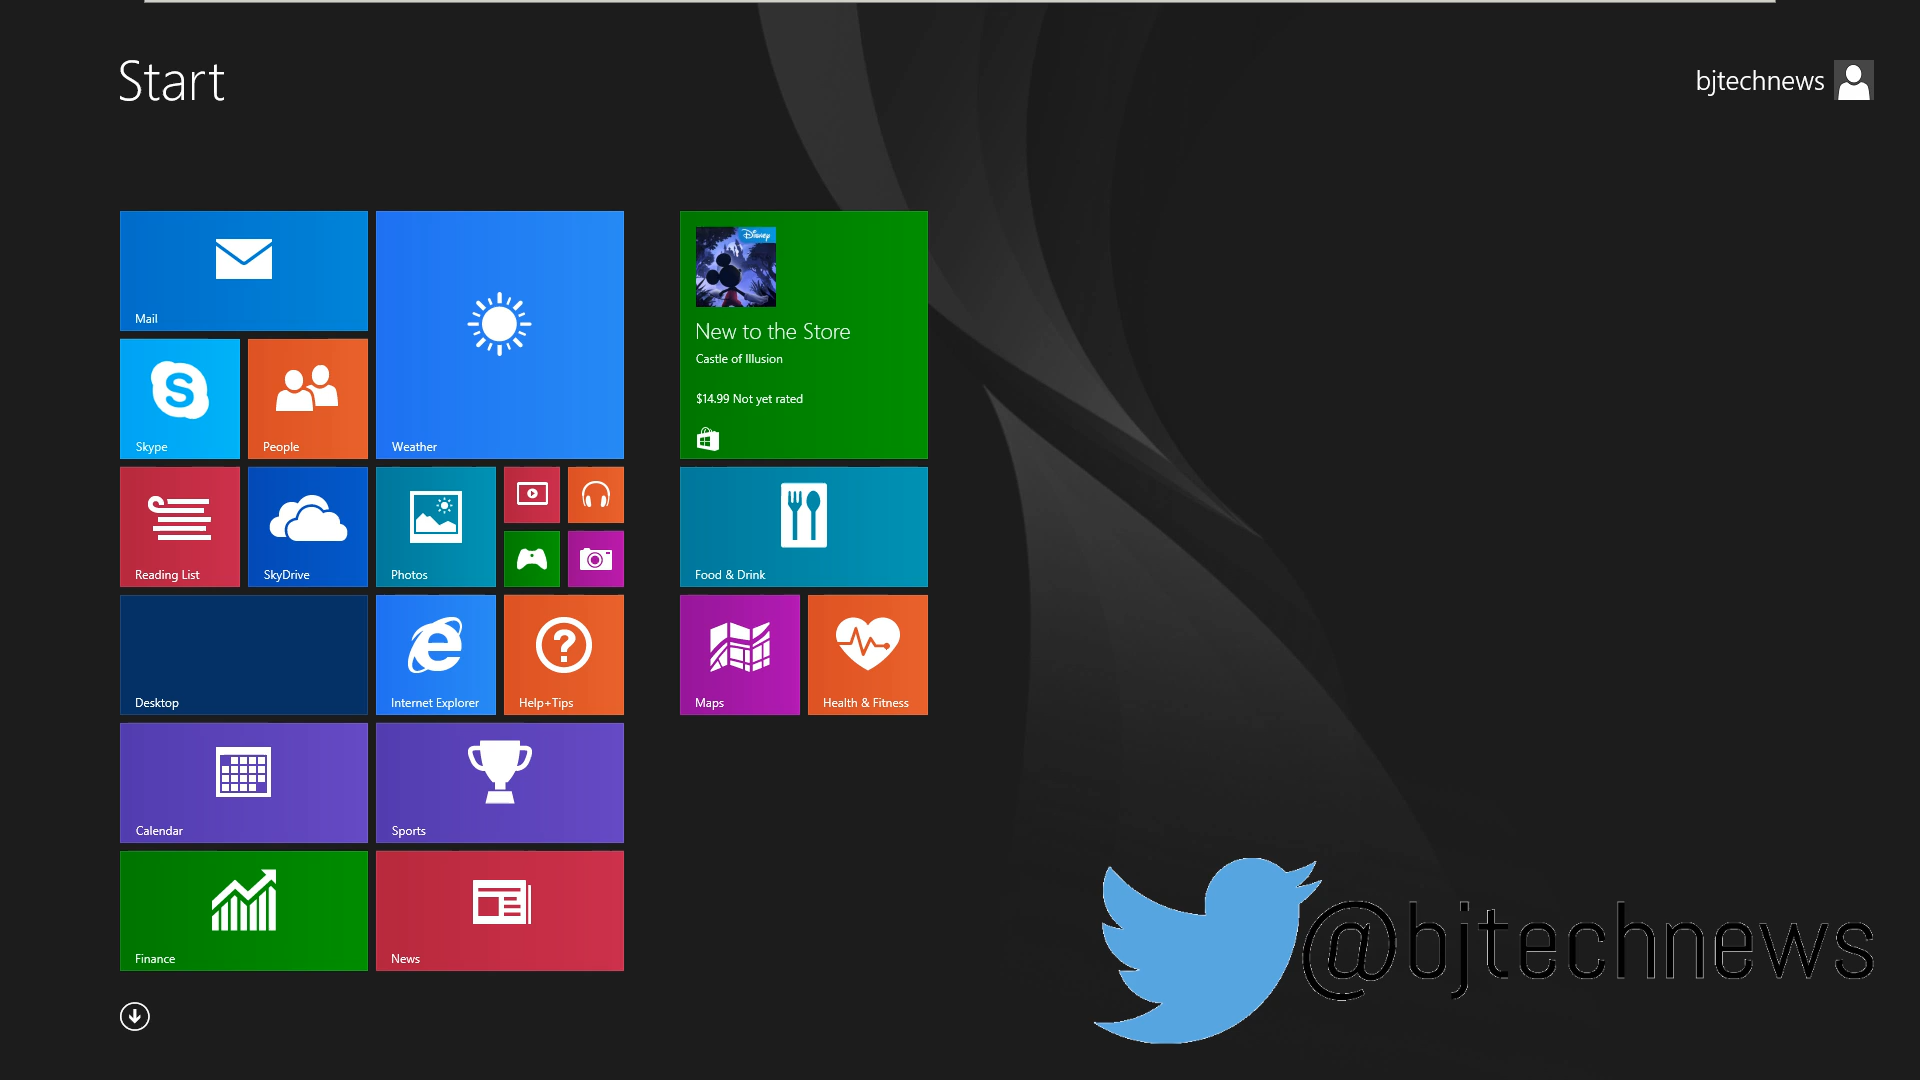 Start
bjtechnews
Mail
Skype
People
Weather
Reading List
SkyDrive
Photos
Desktop
Internet Explorer
Help+Tips
Calendar
Sports
Finance
News
Disney
New to the Store
Castle of Illusion
$14.99 Not yet rated
Food & Drink
Maps
Health & Fitness
@bjtechnews